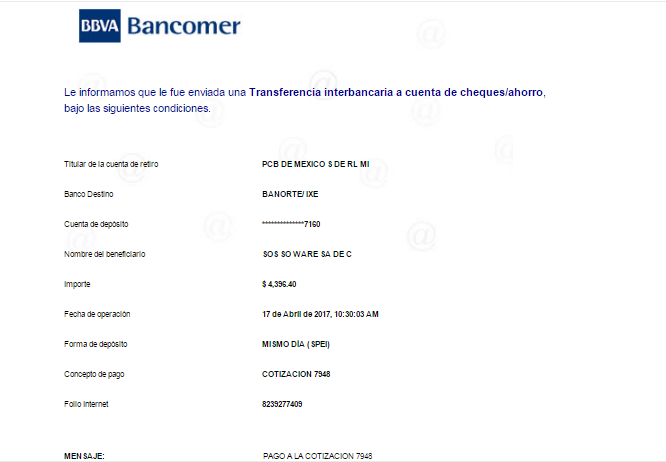 BBVA Bancomer
Le informamos que le fue enviada una Transferencia interbancaria a cuenta de cheques/ahorro,
bajo las siguientes condiciones.
Titular de la cuenta de retiro PCB DE MEXICO S DE RL MI
Banco Destino BANORTE/ IXE
Cuenta de depósito **************7160
Nombre del beneficiario SOS SO WARE SA DE C
Importe $ 4,396.40
Fecha de operación 17 de Abril de 2017, 10:30:03 AM
Forma de depósito MISMO DÍA ( SPEI)
Concepto de pago COTIZACION 7948
Folio Internet 8239277409
MENSAJE: PAGO A LA COTIZACION 7948